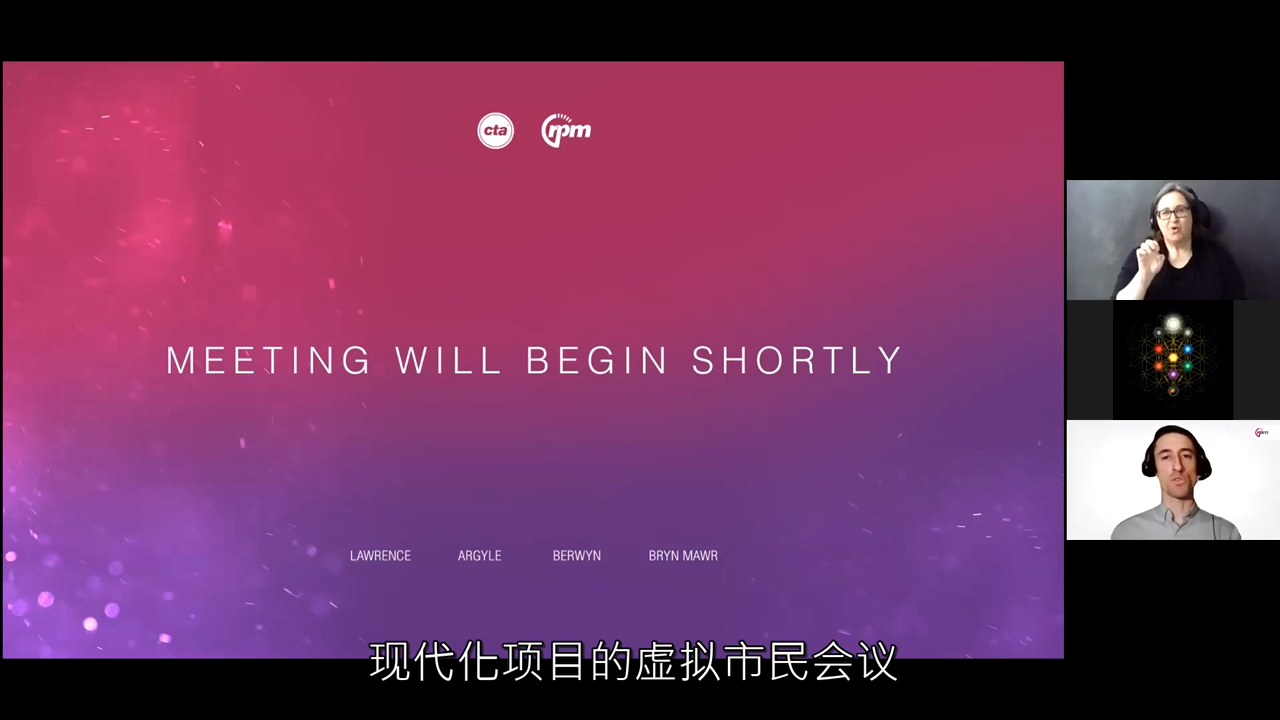 cta rpm
MEETING WILL BEGIN SHORTLY
LAWRENCE ARGYLE BERWYN BRYN MAWR
现代化项目的虚拟市民会议
rpm